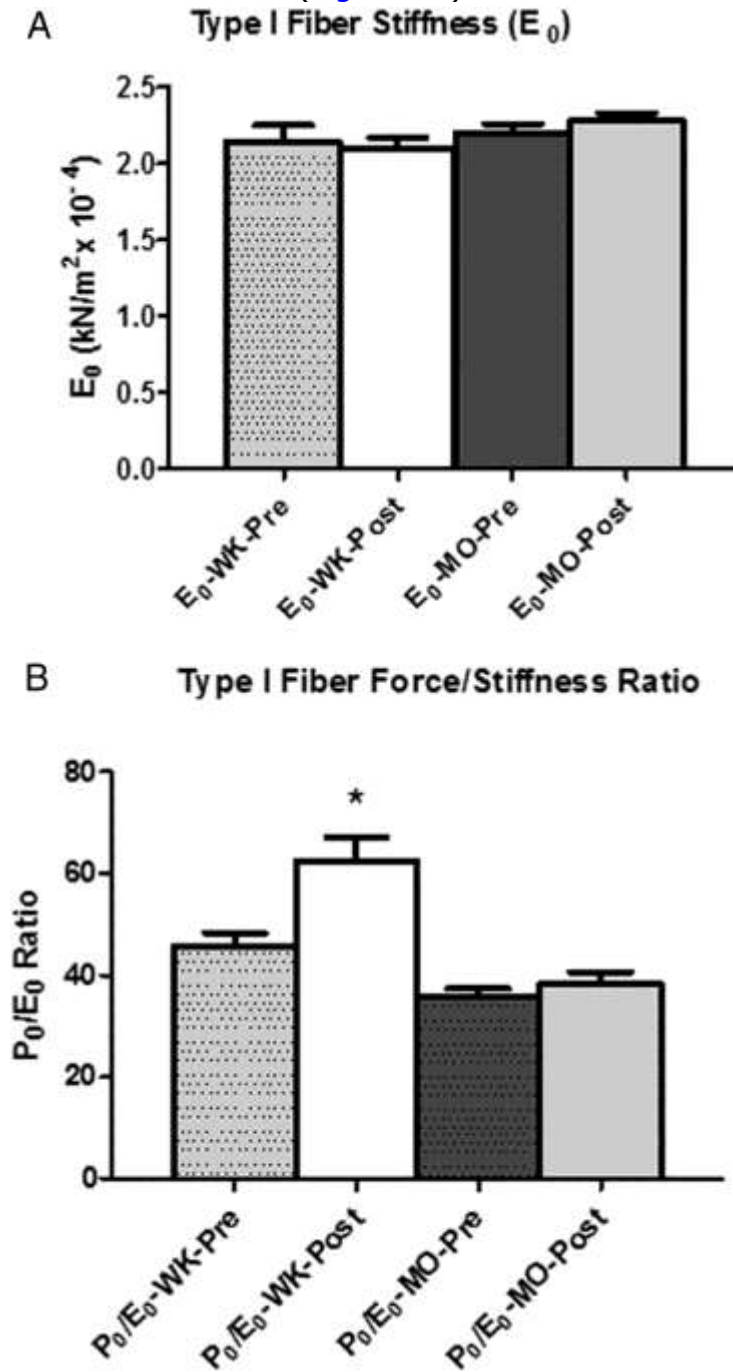 A
Type I Fiber Stiffness (E₀)
2.5
2.0
1.5
1.0
0.5
0.0
E₀ (kN/m² x 10⁻⁴)
E₀-WK-Pre
E₀-WK-Post
E₀-MO-Pre
E₀-MO-Post
B
Type I Fiber Force/Stiffness Ratio
80
60
40
20
0
*
P₀/E₀ Ratio
P₀/E₀-WK-Pre
P₀/E₀-WK-Post
P₀/E₀-MO-Pre
P₀/E₀-MO-Post